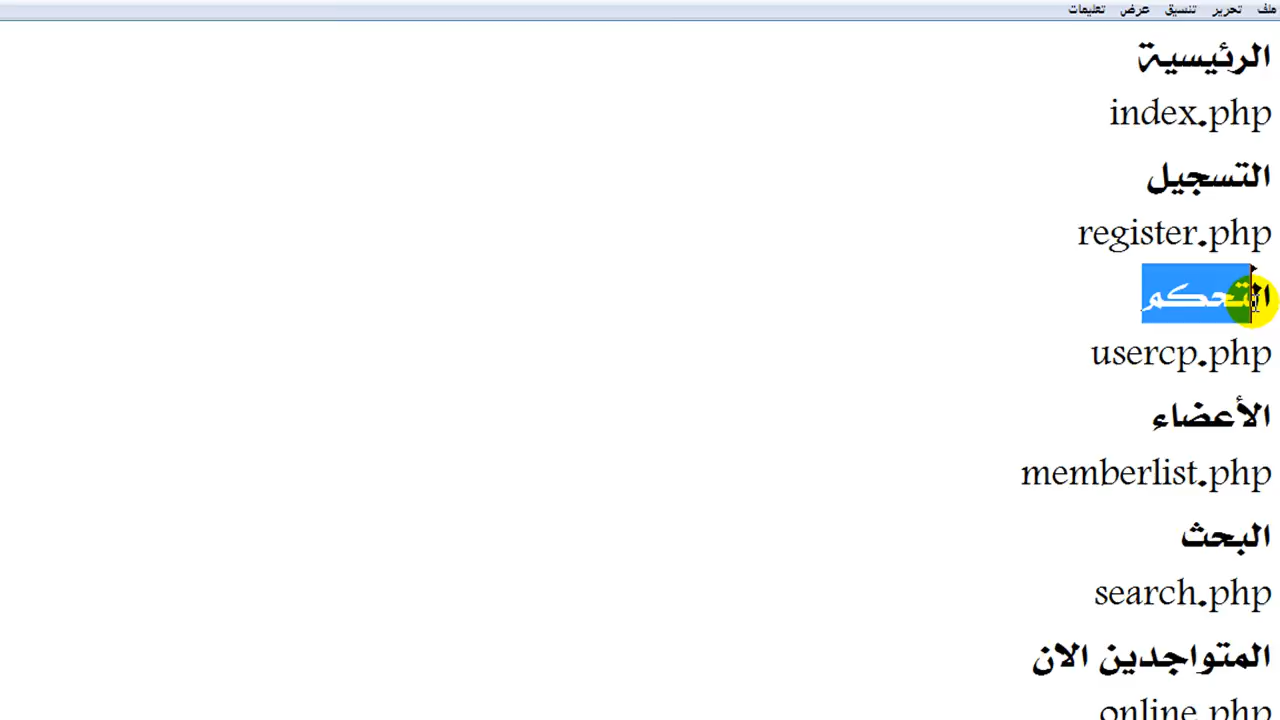 ملف تحرير تنسيق عرض تعليمات
الرئيسية
index.php
التسجيل
register.php
التحكم
usercp.php
الأعضاء
memberlist.php
البحث
search.php
المتواجدين الان
online.php